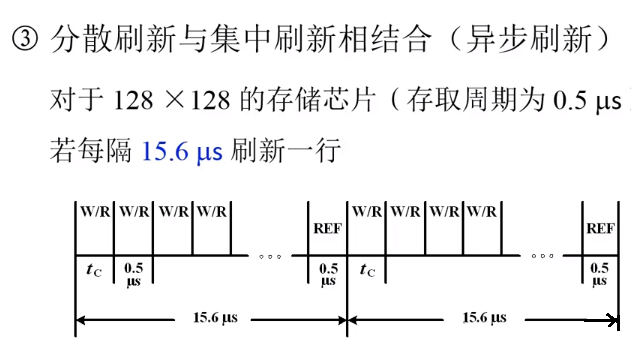 ③ 分散刷新与集中刷新相结合（异步刷新）
对于 128 ×128 的存储芯片（存取周期为 0.5 μs
若每隔 15.6 μs 刷新一行
W/R W/R W/R W/R REF W/R W/R W/R W/R REF
tC 0.5 μs 。。。 0.5 μs tC 。。。 0.5 μs
15.6 μs 15.6 μs